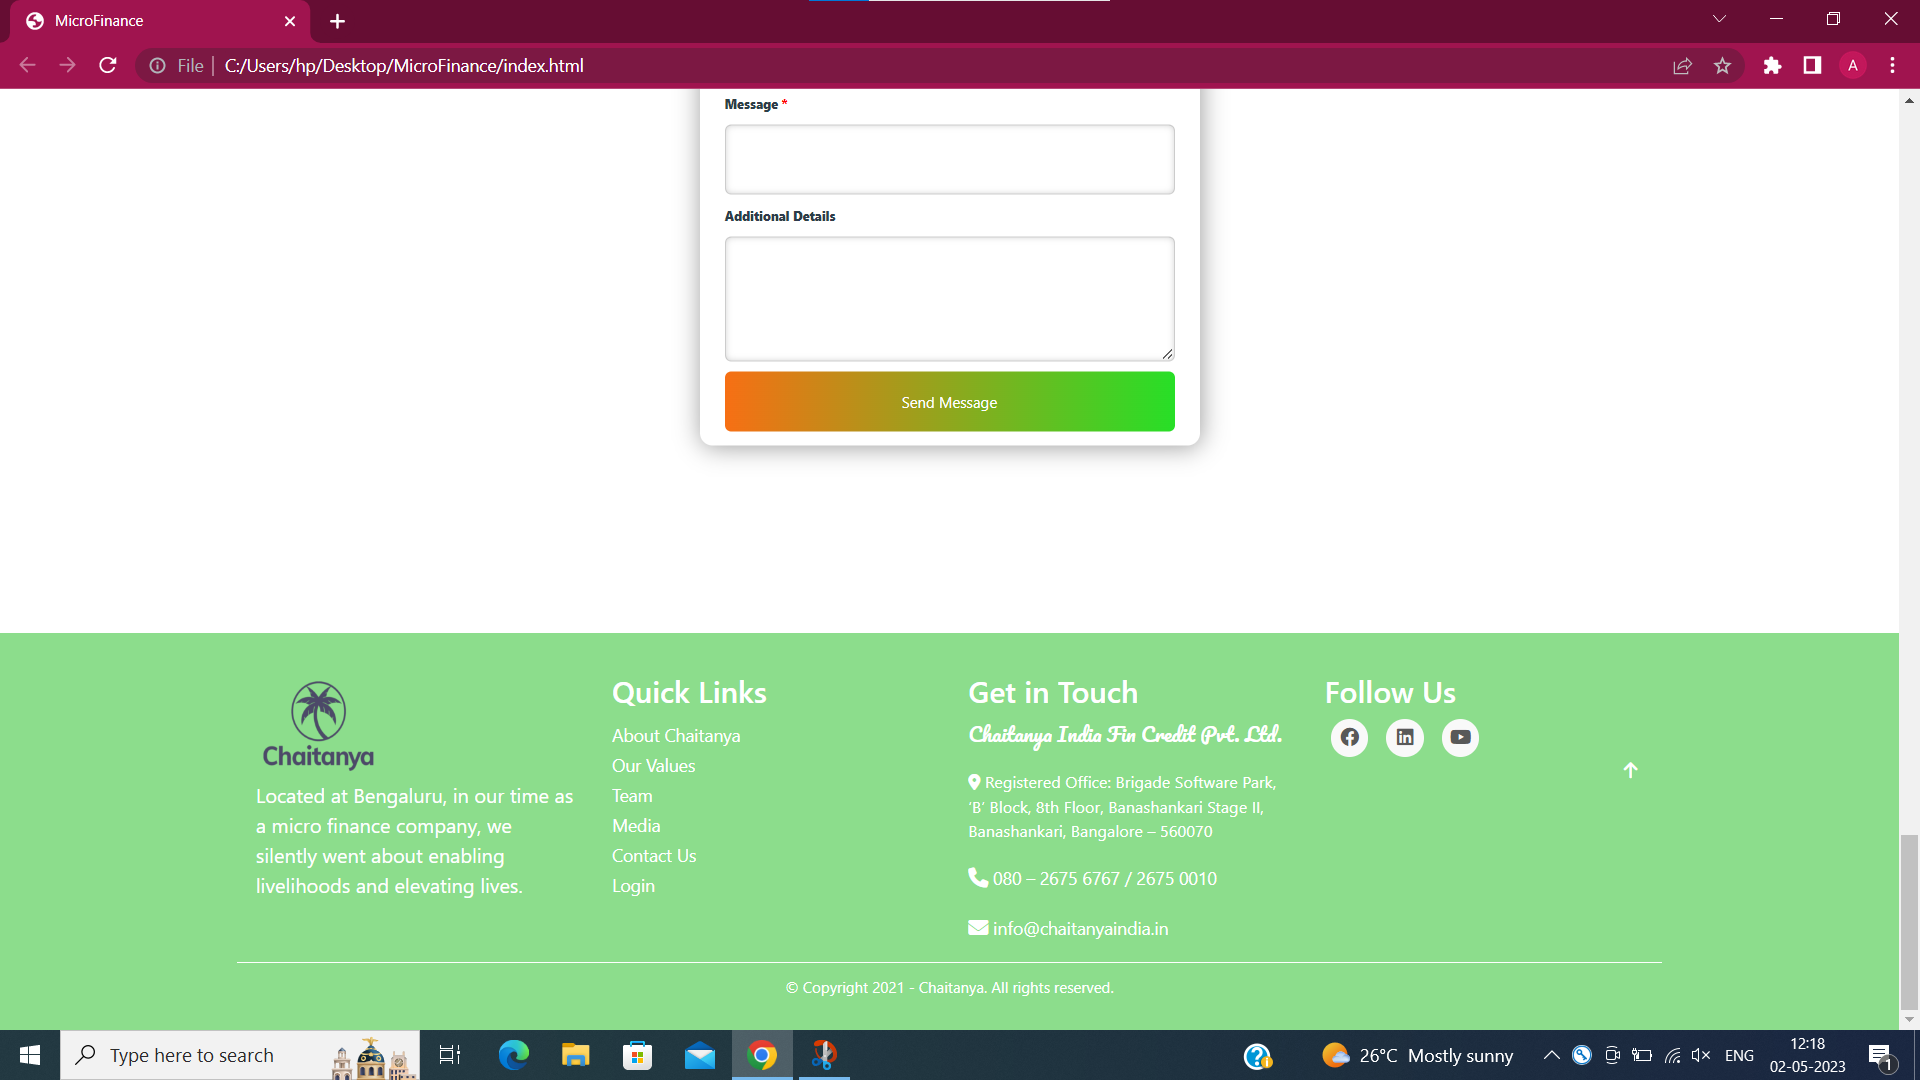 MicroFinance
File
C:/Users/hp/Desktop/MicroFinance/index.html
A
Message *
Additional Details
Send Message
Chaitanya
Located at Bengaluru, in our time as
a micro finance company, we
silently went about enabling
livelihoods and elevating lives.
Quick Links
About Chaitanya
Our Values
Team
Media
Contact Us
Login
Get in Touch
Chaitanya India Fin Credit Pvt. Ltd.
Registered Office: Brigade Software Park,
‘B’ Block, 8th Floor, Banashankari Stage II,
Banashankari, Bangalore – 560070
080 – 2675 6767 / 2675 0010
info@chaitanyaindia.in
Follow Us
© Copyright 2021 - Chaitanya. All rights reserved.
Type here to search
26°C Mostly sunny
ENG
12:18
02-05-2023
1